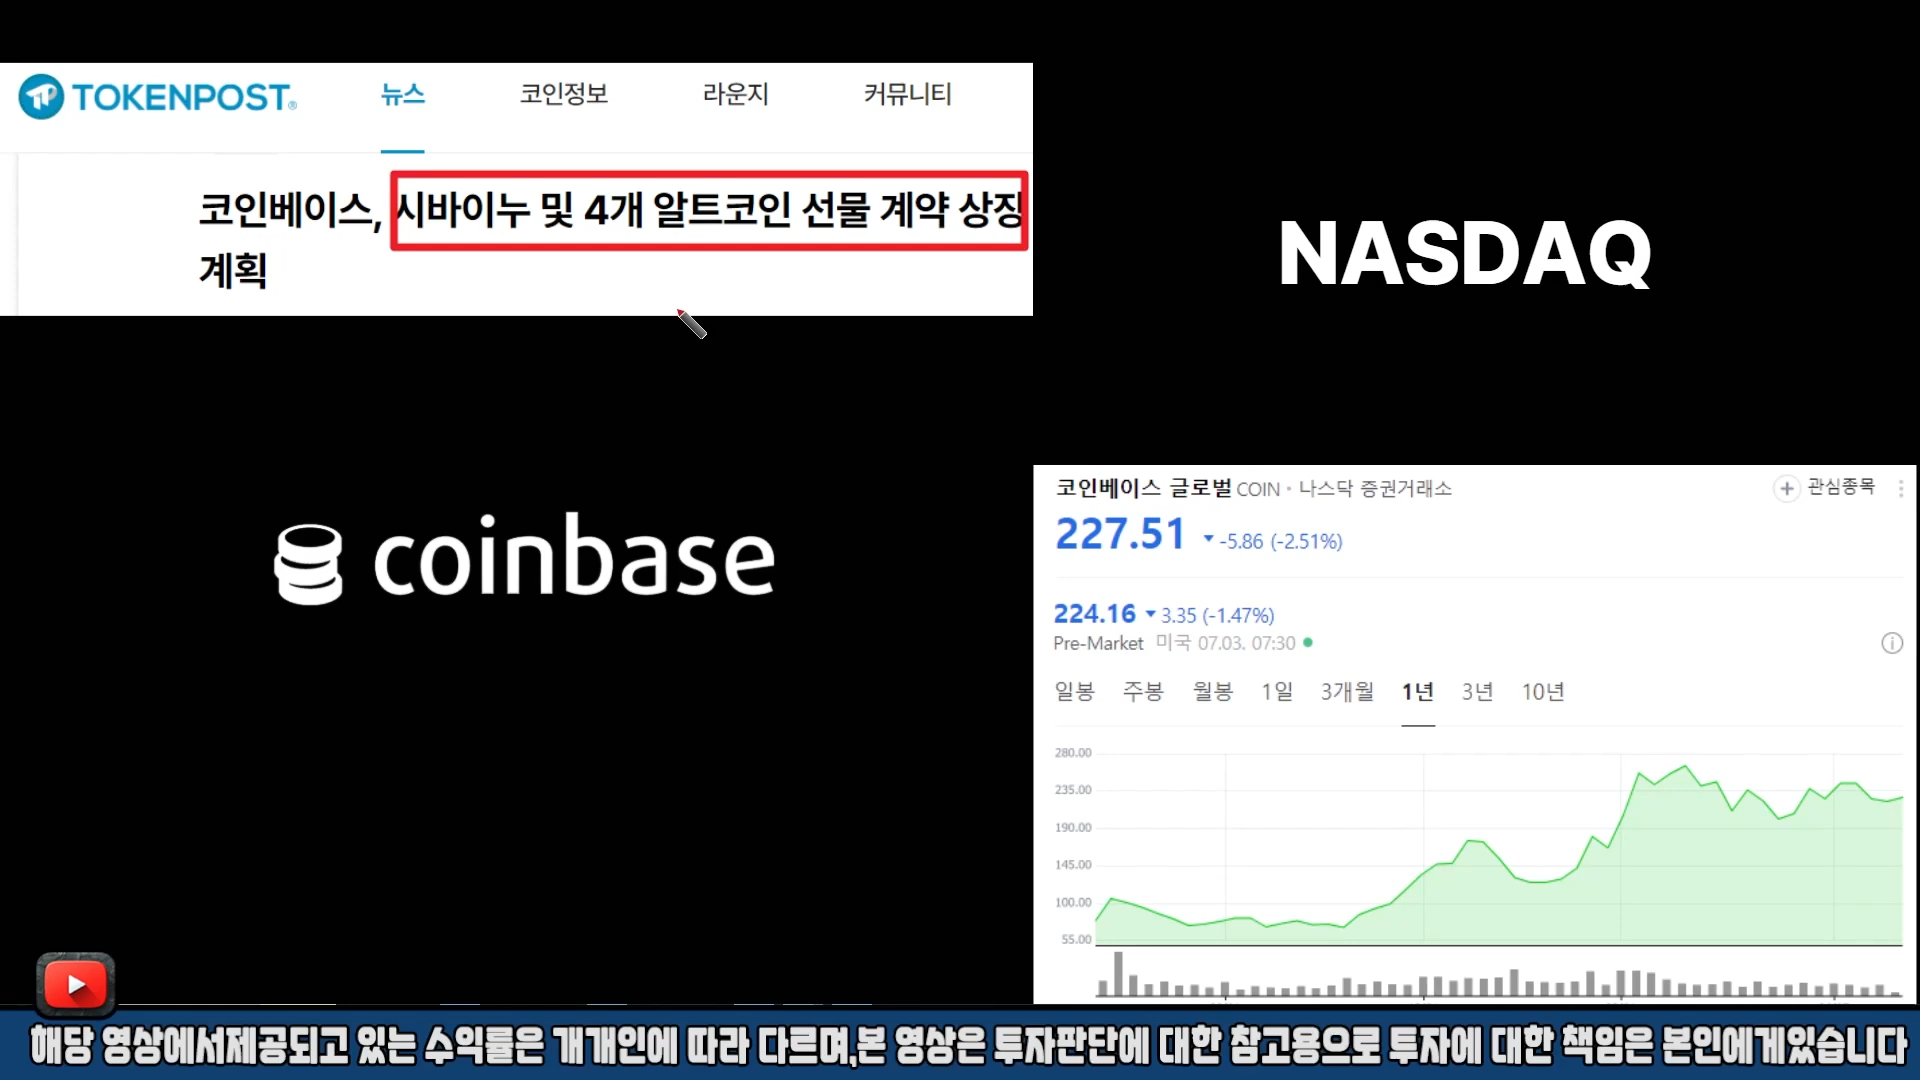 TOKENPOST
뉴스 코인정보 라운지 커뮤니티
코인베이스, 시바이누 및 4개 알트코인 선물 계약 상장
계획
NASDAQ
coinbase
코인베이스 글로벌 COIN · 나스닥 증권거래소
+ 관심종목
227.51 ▼ -5.86 (-2.51%)
224.16 ▼ 3.35 (-1.47%)
Pre-Market 미국 07.03. 07:30
일봉 주봉 월봉 1일 3개월 1년 3년 10년
280.00
235.00
190.00
145.00
100.00
55.00
해당 영상에서제공되고 있는 수익률은 개개인에 따라 다르며,본 영상은 투자판단에 대한 참고용으로 투자에 대한 책임은 본인에게있습니다